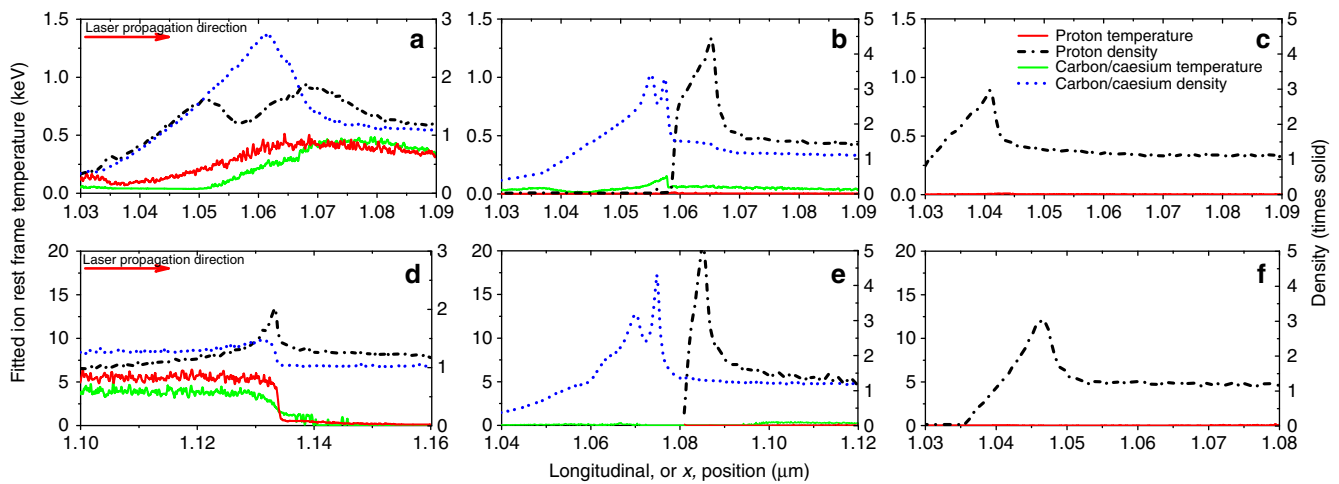 Laser propagation direction
a
b
c
Proton temperature
Proton density
Carbon/caesium temperature
Carbon/caesium density
1.5
1.0
0.5
0.0
3
2
1
0
1.03 1.04 1.05 1.06 1.07 1.08 1.09
1.5
1.0
0.5
0.0
5
4
3
2
1
0
1.03 1.04 1.05 1.06 1.07 1.08 1.09
1.5
1.0
0.5
0.0
5
4
3
2
1
0
1.03 1.04 1.05 1.06 1.07 1.08 1.09
Laser propagation direction
d
e
f
20
15
10
5
0
3
2
1
0
1.10 1.12 1.14 1.16
20
15
10
5
0
5
4
3
2
1
0
1.04 1.06 1.08 1.10 1.12
20
15
10
5
0
5
4
3
2
1
0
1.03 1.04 1.05 1.06 1.07 1.08
Fitted ion rest frame temperature (keV)
Density (times solid)
Longitudinal, or x, position (μm)